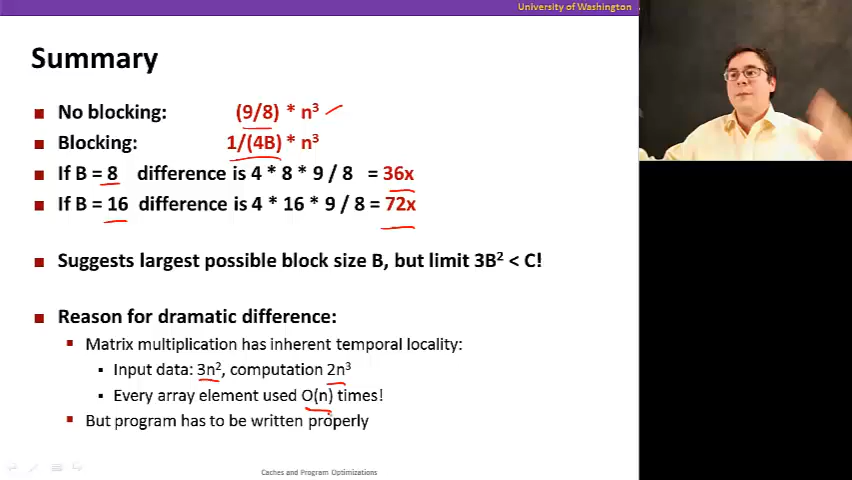 University of Washington
Summary
No blocking: (9/8) * n³
Blocking: 1/(4B) * n³
If B = 8 difference is 4 * 8 * 9 / 8 = 36x
If B = 16 difference is 4 * 16 * 9 / 8 = 72x
Suggests largest possible block size B, but limit 3B² < C!
Reason for dramatic difference:
Matrix multiplication has inherent temporal locality:
Input data: 3n², computation 2n³
Every array element used O(n) times!
But program has to be written properly
Caches and Program Optimizations